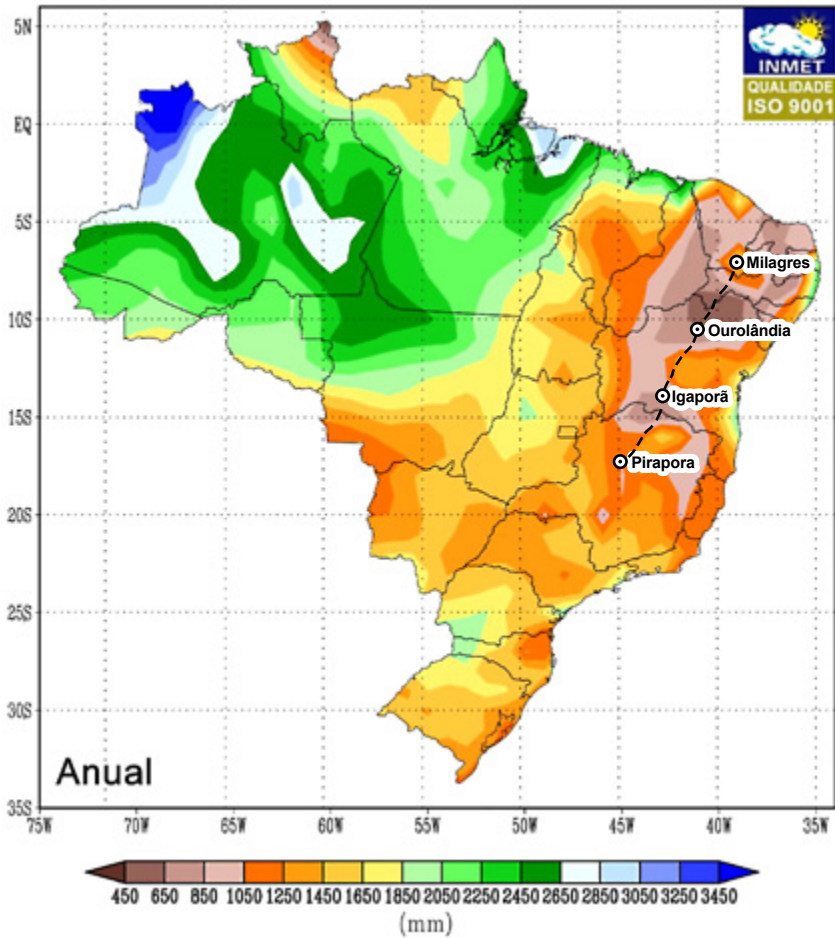 5N
INMET
QUALIDADE
ISO 9001
EQ
5S
Milagres
10S
Ourolândia
Igaporã
15S
Pirapora
20S
25S
30S
Anual
35S
75W 70W 65W 60W 55W 50W 45W 40W 35W
450 650 850 1050 1250 1450 1650 1850 2050 2250 2450 2650 2850 3050 3250 3450
(mm)